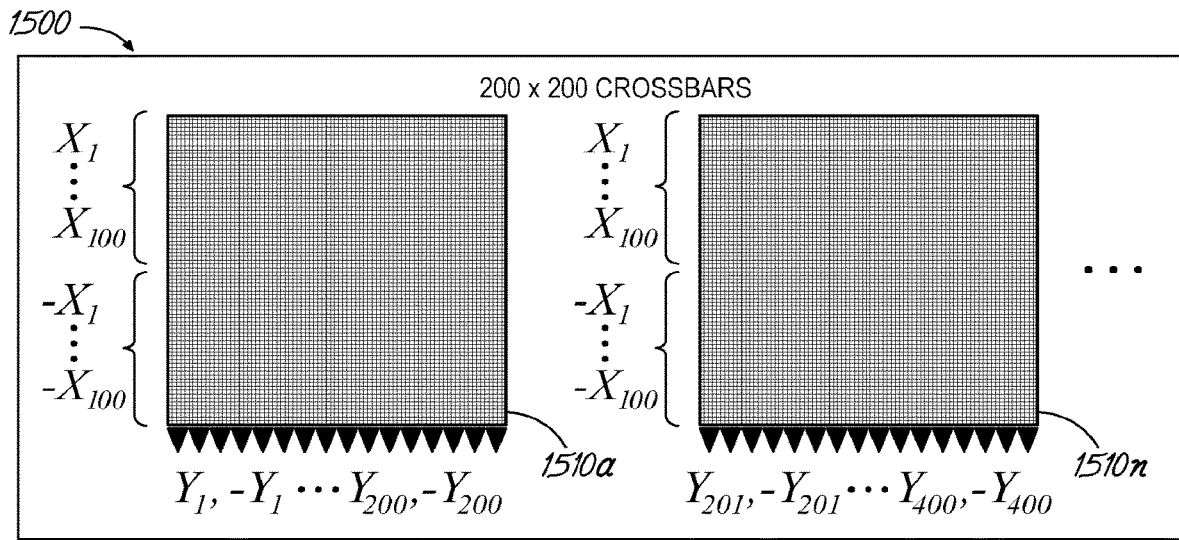 1500
200 x 200 CROSSBARS
X1
X100
-X1
-X100
X1
X100
-X1
-X100
1510a
1510n
Y1, -Y1 ··· Y200, -Y200
Y201, -Y201 ··· Y400, -Y400